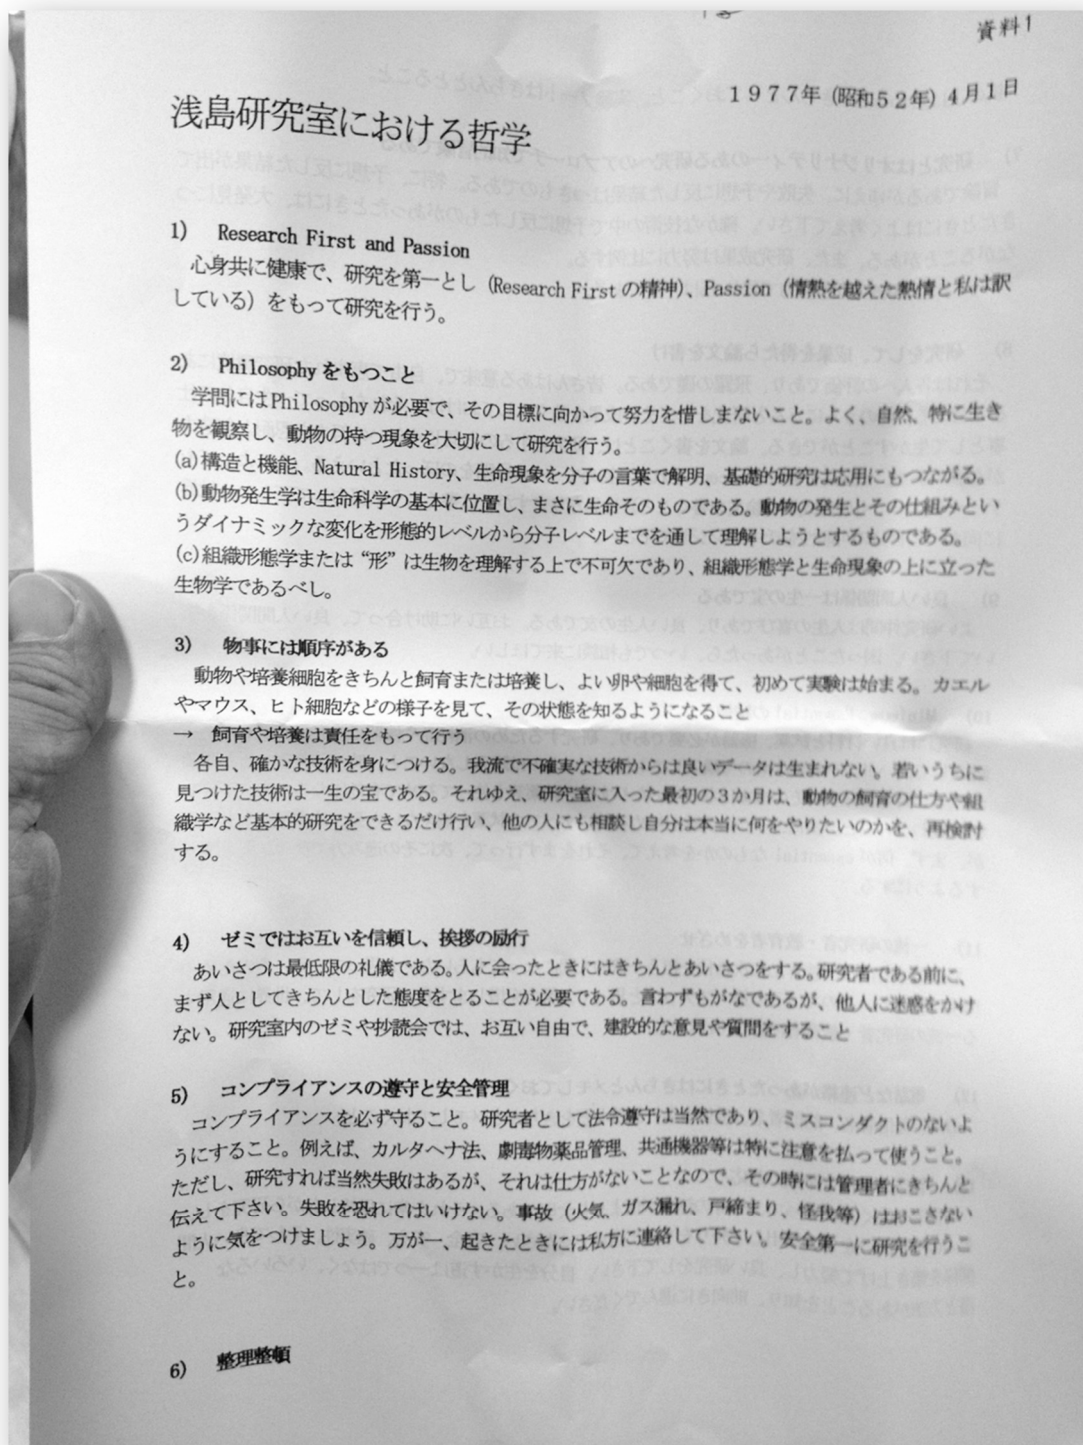 資料1
1977年（昭和52年）4月1日
浅島研究室における哲学
1) Research First and Passion
心身共に健康で、研究を第一とし（Research First の精神）、Passion（情熱を越えた熱情と私は訳
している）をもって研究を行う。
2) Philosophy をもつこと
学問には Philosophy が必要で、その目標に向かって努力を惜しまないこと。よく、自然、特に生き
物を観察し、動物の持つ現象を大切にして研究を行う。
(a)構造と機能、Natural History、生命現象を分子の言葉で解明、基礎的研究は応用にもつながる。
(b)動物発生学は生命科学の基本に位置し、まさに生命そのものである。動物の発生とその仕組みとい
うダイナミックな変化を形態的レベルから分子レベルまでを通して理解しようとするものである。
(c)組織形態学または“形”は生物を理解する上で不可欠であり、組織形態学と生命現象の上に立った
生物学であるべし。
3) 物事には順序がある
動物や培養細胞をきちんと飼育または培養し、よい卵や細胞を得て、初めて実験は始まる。カエル
やマウス、ヒト細胞などの様子を見て、その状態を知るようになること
→ 飼育や培養は責任をもって行う
各自、確かな技術を身につける。我流で不確実な技術からは良いデータは生まれない。若いうちに
見つけた技術は一生の宝である。それゆえ、研究室に入った最初の3か月は、動物の飼育の仕方や組
織学など基本的研究をできるだけ行い、他の人にも相談し自分は本当に何をやりたいのかを、再検討
する。
4) ゼミではお互いを信頼し、挨拶の励行
あいさつは最低限の礼儀である。人に会ったときにはきちんとあいさつをする。研究者である前に、
まず人としてきちんとした態度をとることが必要である。言わずもがなであるが、他人に迷惑をかけ
ない。研究室内のゼミや抄読会では、お互い自由で、建設的な意見や質問をすること
5) コンプライアンスの遵守と安全管理
コンプライアンスを必ず守ること。研究者として法令遵守は当然であり、ミスコンダクトのないよ
うにすること。例えば、カルタヘナ法、劇毒物薬品管理、共通機器等は特に注意を払って使うこと。
ただし、研究すれば当然失敗はあるが、それは仕方がないことなので、その時には管理者にきちんと
伝えて下さい。失敗を恐れてはいけない。事故（火気、ガス漏れ、戸締まり、怪我等）はおこさない
ように気をつけましょう。万が一、起きたときには私方に連絡して下さい。安全第一に研究を行うこ
と。
6) 整理整頓